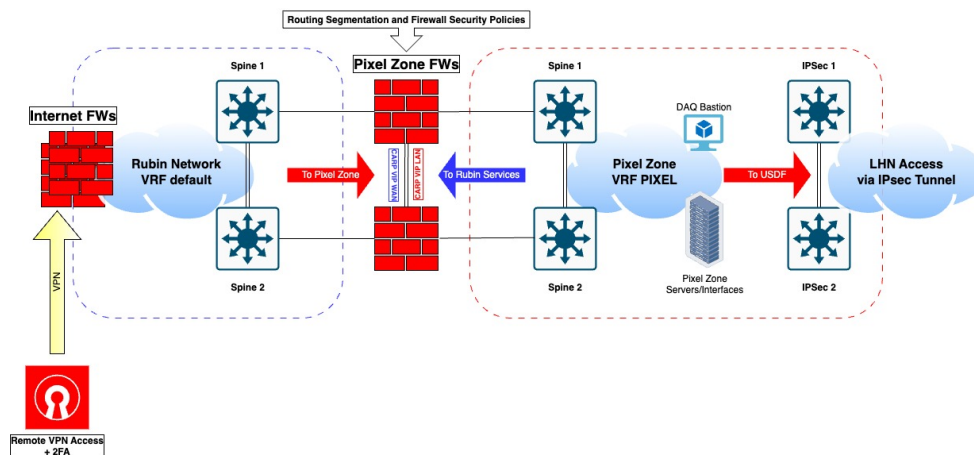 Routing Segmentation and Firewall Security Policies
Pixel Zone FWs
Spine 1
Spine 1
IPSec 1
Internet FWs
DAQ Bastion
Rubin Network
VRF default
To Pixel Zone
CARP VIP WAN
CARP VIP LAN
To Rubin Services
Pixel Zone
VRF PIXEL
To USDF
LHN Access
via IPsec Tunnel
VPN
Spine 2
Spine 2
Pixel Zone
Servers/Interfaces
IPSec 2
Remote VPN Access
+ 2FA